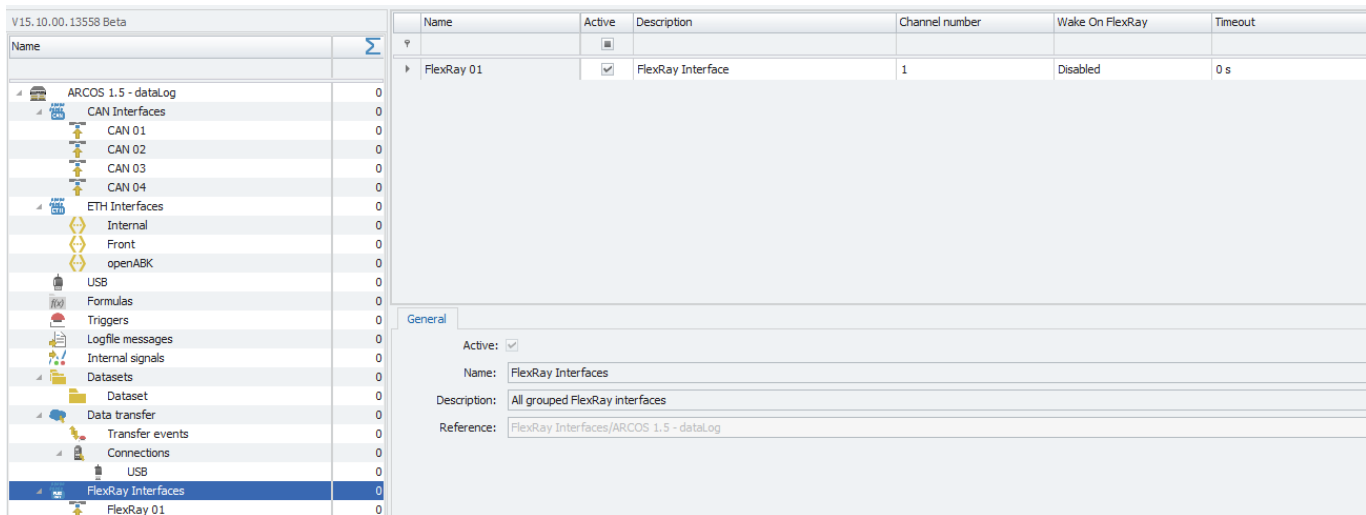 V15.10.00.13558 Beta
Name Σ
ARCOS 1.5 - dataLog 0
CAN Interfaces 0
CAN 01 0
CAN 02 0
CAN 03 0
CAN 04 0
ETH Interfaces 0
Internal 0
Front 0
openABK 0
USB 0
f(x) Formulas 0
Triggers 0
Logfile messages 0
Internal signals 0
Datasets 0
Dataset 0
Data transfer 0
Transfer events 0
Connections 0
USB 0
FlexRay Interfaces 0
FlexRay 01 0
Name Active Description Channel number Wake On FlexRay Timeout
FlexRay 01 FlexRay Interface 1 Disabled 0 s
General
Active:
Name: FlexRay Interfaces
Description: All grouped FlexRay interfaces
Reference: FlexRay Interfaces/ARCOS 1.5 - dataLog